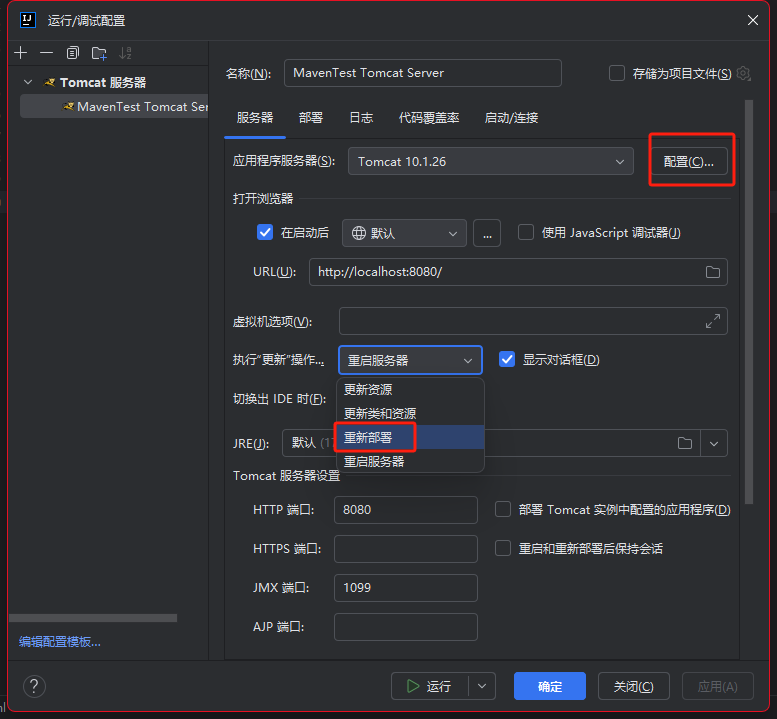 运行/调试配置
Tomcat 服务器
MavenTest Tomcat Ser
名称(N):
MavenTest Tomcat Server
存储为项目文件(S)
服务器 部署 日志 代码覆盖率 启动/连接
应用程序服务器(S): Tomcat 10.1.26 配置(C)...
打开浏览器
在启动后 默认 ... 使用 JavaScript 调试器(J)
URL(U): http://localhost:8080/
虚拟机选项(V):
执行“更新”操作... 重启服务器 显示对话框(D)
更新资源
切换出 IDE 时(F):
更新类和资源
重新部署
JRE(J): 默认 (1
重启服务器
Tomcat 服务器设置
HTTP 端口: 8080 部署 Tomcat 实例中配置的应用程序(D)
HTTPS 端口: 重启和重新部署后保持会话
JMX 端口: 1099
AJP 端口:
编辑配置模板...
? 运行 确定 关闭(C) 应用(A)